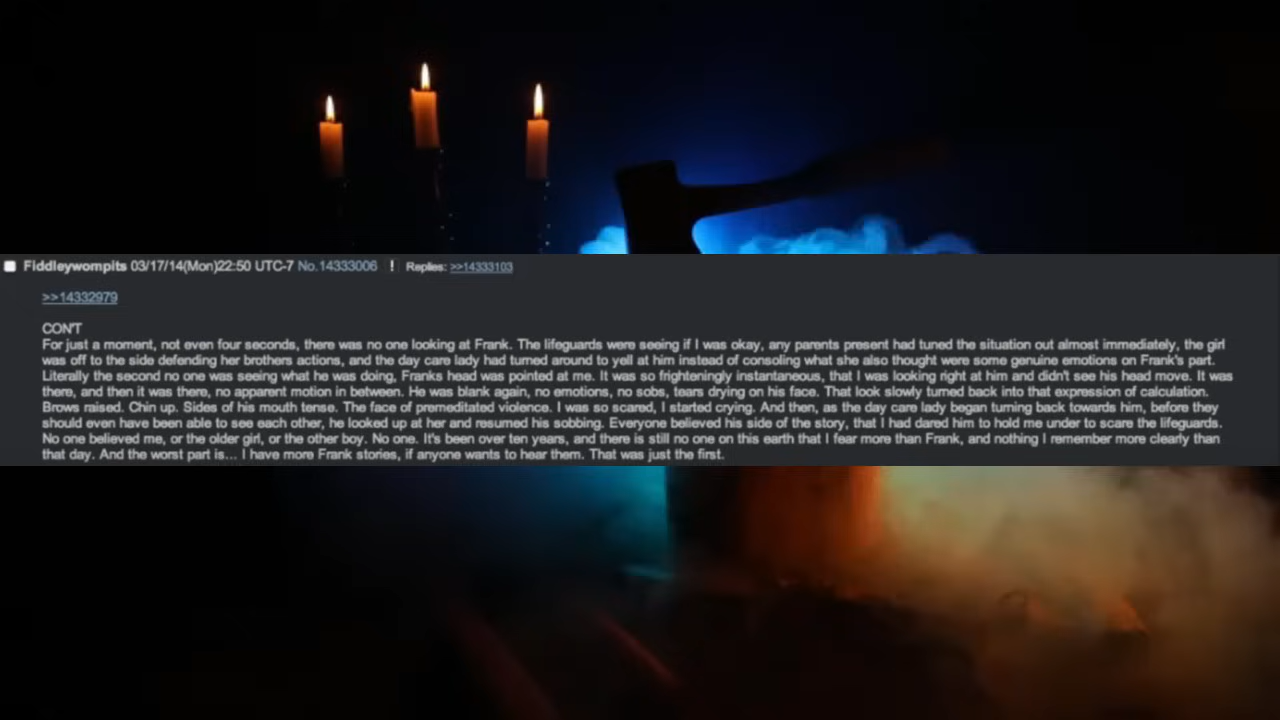 Fiddleywompits 03/17/14(Mon)22:50 UTC-7 No.14333006 ! Replies: >>14333103
>>14332979
CON'T
For just a moment, not even four seconds, there was no one looking at Frank. The lifeguards were seeing if I was okay, any parents present had tuned the situation out almost immediately, the girl
was off to the side defending her brothers actions, and the day care lady had turned around to yell at him instead of consoling what she also thought were some genuine emotions on Frank's part.
Literally the second no one was seeing what he was doing, Franks head was pointed at me. It was so frighteningly instantaneous, that I was looking right at him and didn't see his head move. It was
there, and then it was there, no apparent motion in between. He was blank again, no emotions, no sobs, tears drying on his face. That look slowly turned back into that expression of calculation.
Brows raised. Chin up. Sides of his mouth tense. The face of premeditated violence. I was so scared, I started crying. And then, as the day care lady began turning back towards him, before they
should even have been able to see each other, he looked up at her and resumed his sobbing. Everyone believed his side of the story, that I had dared him to hold me under to scare the lifeguards.
No one believed me, or the older girl, or the other boy. No one. It's been over ten years, and there is still no one on this earth that I fear more than Frank, and nothing I remember more clearly than
that day. And the worst part is... I have more Frank stories, if anyone wants to hear them. That was just the first.